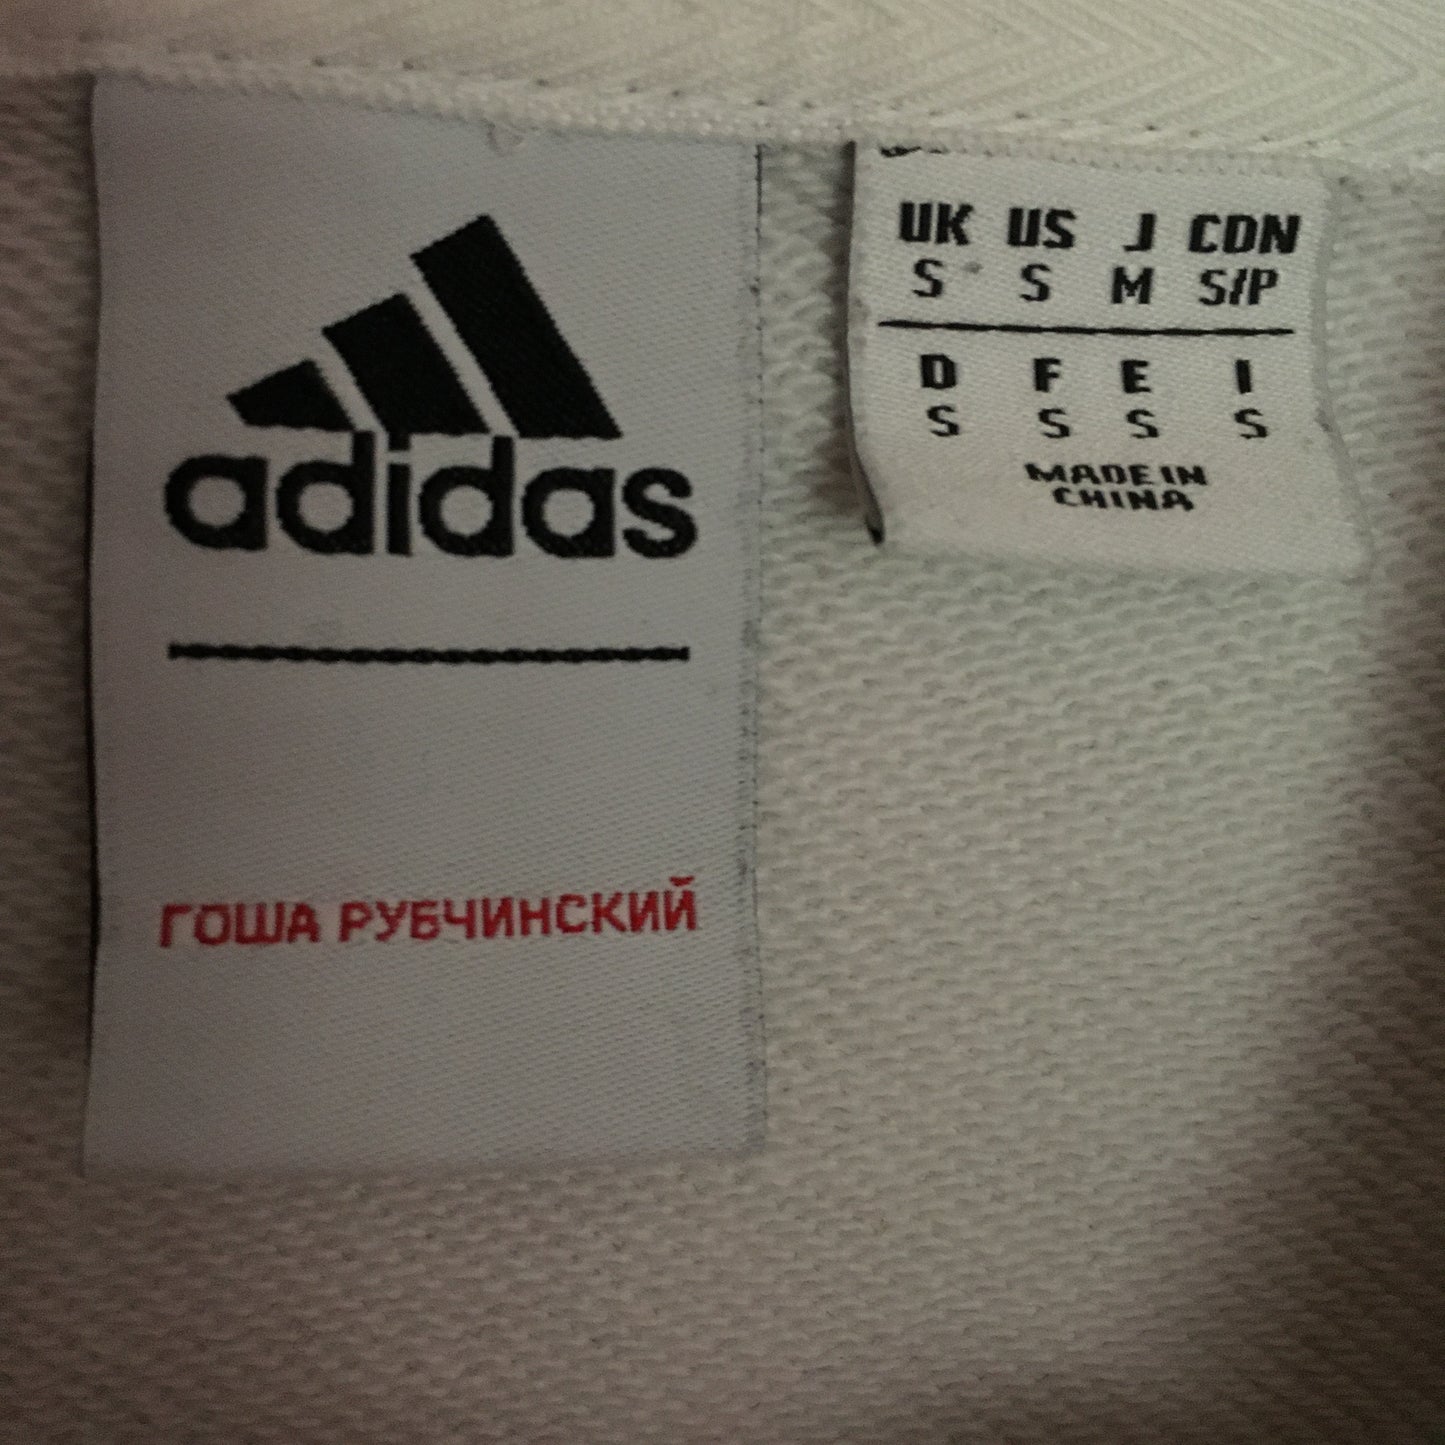 adidas
ГОША РУБЧИНСКИЙ
UK US J CDN
S S M S/P
D F E I
S S S S
MADE IN
CHINA